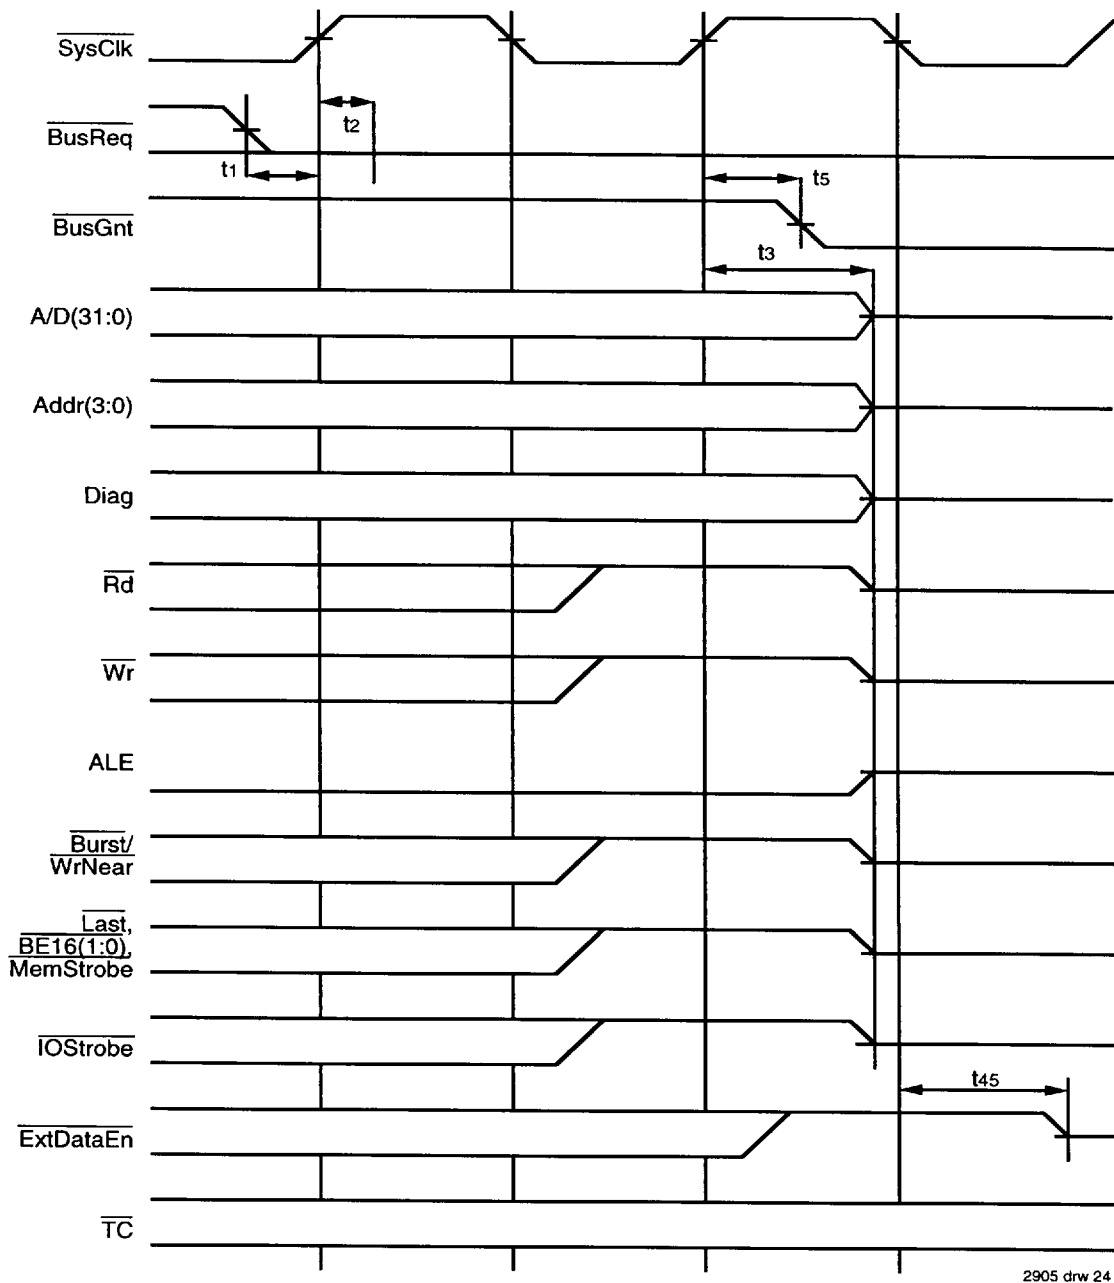 SysClk
BusReq
t2
t1
BusGnt
t5
t3
A/D(31:0)
Addr(3:0)
Diag
Rd
Wr
ALE
Burst/
WrNear
Last,
BE16(1:0),
MemStrobe
IOStrobe
t45
ExtDataEn
TC
2905 drw 24